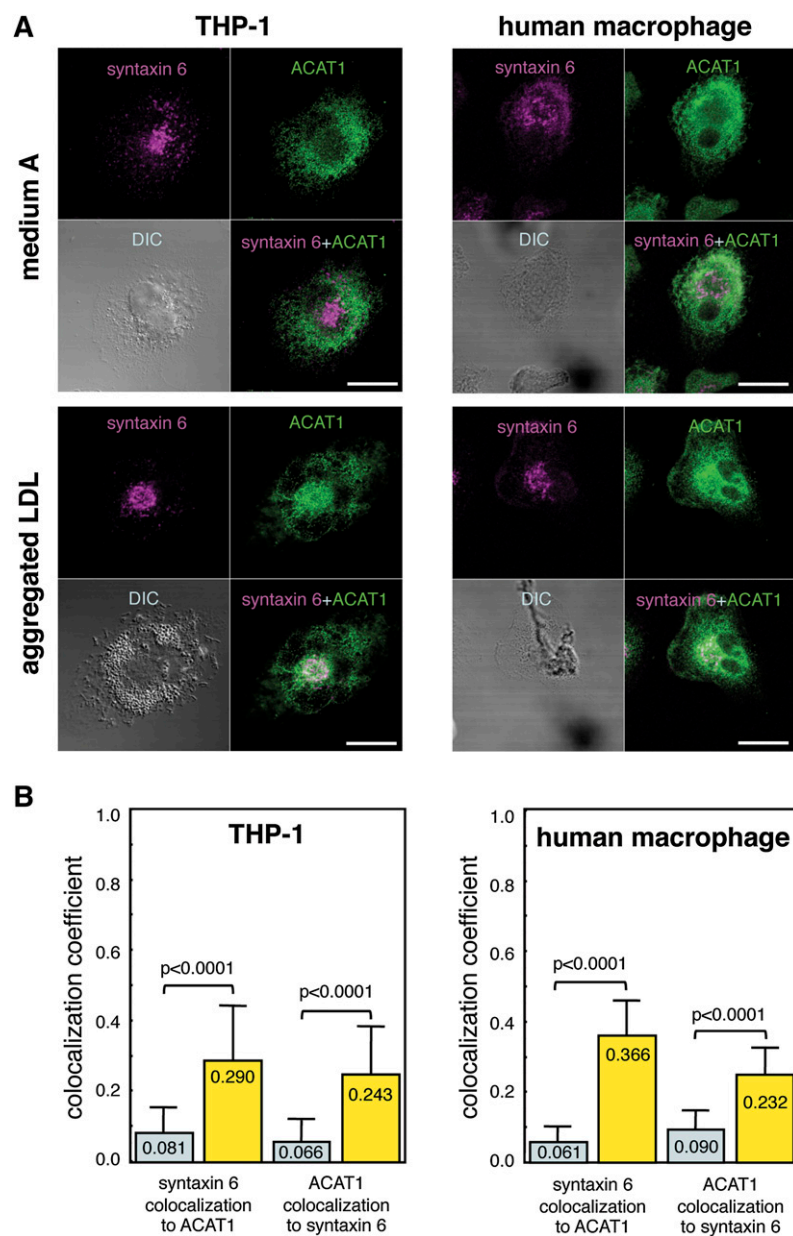 A
THP-1
human macrophage
medium A
syntaxin 6
ACAT1
syntaxin 6
ACAT1
DIC
syntaxin 6+ACAT1
DIC
syntaxin 6+ACAT1
aggregated LDL
syntaxin 6
ACAT1
syntaxin 6
ACAT1
DIC
syntaxin 6+ACAT1
DIC
syntaxin 6+ACAT1
B
colocalization coefficient
1.0
0.8
0.6
0.4
0.2
0.0
THP-1
p<0.0001
p<0.0001
0.081
0.290
0.066
0.243
syntaxin 6
colocalization
to ACAT1
ACAT1
colocalization
to syntaxin 6
colocalization coefficient
1.0
0.8
0.6
0.4
0.2
0.0
human macrophage
p<0.0001
p<0.0001
0.061
0.366
0.090
0.232
syntaxin 6
colocalization
to ACAT1
ACAT1
colocalization
to syntaxin 6